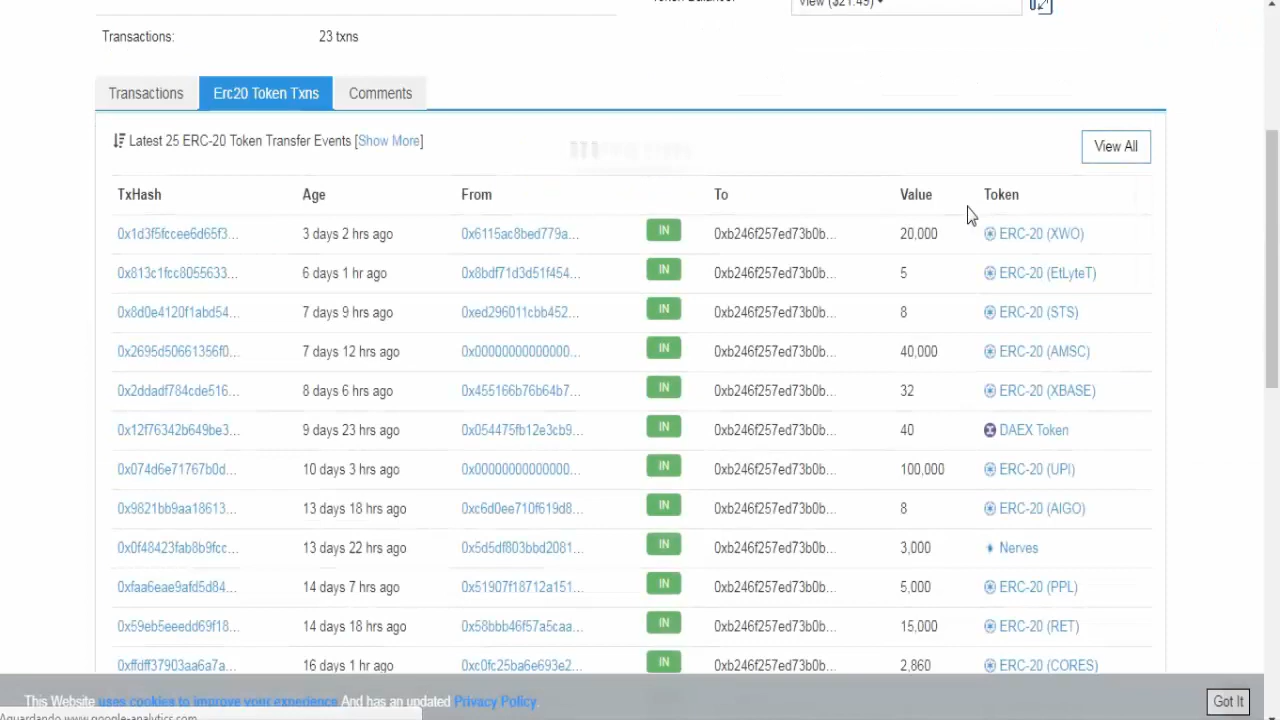 View ($21.49)
Transactions: 23 txns
Transactions Erc20 Token Txns Comments
Latest 25 ERC-20 Token Transfer Events [Show More]
View All
TxHash Age From To Value Token
0x1d3f5fccee6d65f3... 3 days 2 hrs ago 0x6115ac8bed779a... IN 0xb246f257ed73b0b... 20,000 ERC-20 (XWO)
0x813c1fcc8055633... 6 days 1 hr ago 0x8bdf71d3d51f454... IN 0xb246f257ed73b0b... 5 ERC-20 (EtLyteT)
0x8d0e4120f1abd54... 7 days 9 hrs ago 0xed296011cbb452... IN 0xb246f257ed73b0b... 8 ERC-20 (STS)
0x2695d50661356f0... 7 days 12 hrs ago 0x00000000000000... IN 0xb246f257ed73b0b... 40,000 ERC-20 (AMSC)
0x2ddadf784cde516... 8 days 6 hrs ago 0x455166b76b64b7... IN 0xb246f257ed73b0b... 32 ERC-20 (XBASE)
0x12f76342b649be3... 9 days 23 hrs ago 0x054475fb12e3cb9... IN 0xb246f257ed73b0b... 40 DAEX Token
0x074d6e71767b0d... 10 days 3 hrs ago 0x00000000000000... IN 0xb246f257ed73b0b... 100,000 ERC-20 (UPI)
0x9821bb9aa18613... 13 days 18 hrs ago 0xc6d0ee710f619d8... IN 0xb246f257ed73b0b... 8 ERC-20 (AIGO)
0x0f48423fab8b9fcc... 13 days 22 hrs ago 0x5d5df803bbd2081... IN 0xb246f257ed73b0b... 3,000 Nerves
0xfaa6eae9afd5d84... 14 days 7 hrs ago 0x51907f18712a151... IN 0xb246f257ed73b0b... 5,000 ERC-20 (PPL)
0x59eb5eeedd69f18... 14 days 18 hrs ago 0x58bbb46f57a5caa... IN 0xb246f257ed73b0b... 15,000 ERC-20 (RET)
0xffdff37903aa6a7a... 16 days 1 hr ago 0xc0fc25ba6e693e2... IN 0xb246f257ed73b0b... 2,860 ERC-20 (CORES)
This Website uses cookies to improve your experience And has an updated Privacy Policy.
Got It
Aguardando www.google-analytics.com